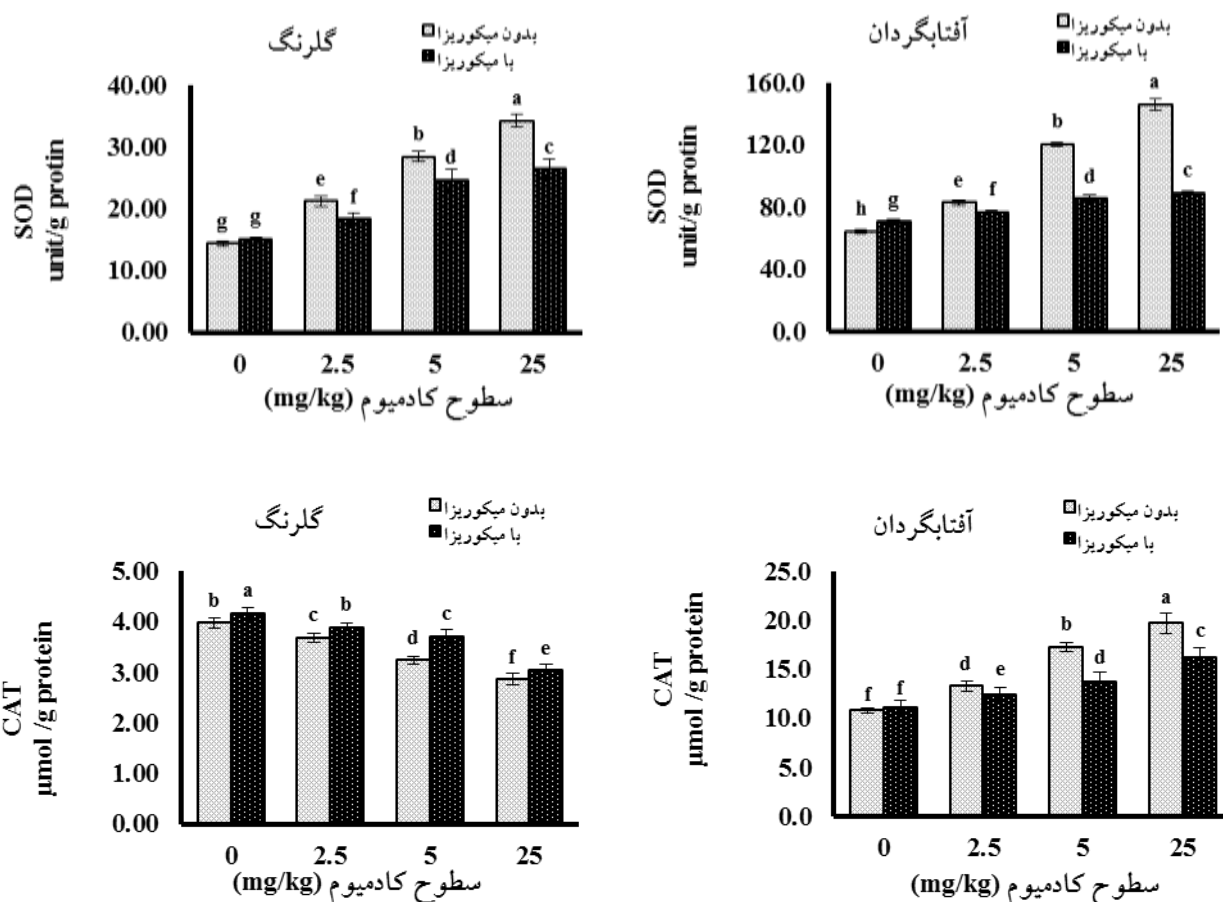 گلرنگ
بدون میکوریزا
با میکوریزا
SOD
unit/g protin
40.00
30.00
20.00
10.00
0.00
g g e f b d a c
0 2.5 5 25
سطوح کادمیوم (mg/kg)
آفتابگردان
بدون میکوریزا
با میکوریزا
SOD
unit/g protin
160.0
120.0
80.0
40.0
0.0
h g e f b d a c
0 2.5 5 25
سطوح کادمیوم (mg/kg)
گلرنگ
بدون میکوریزا
با میکوریزا
CAT
µmol /g protein
5.00
4.00
3.00
2.00
1.00
0.00
b a c b d c f e
0 2.5 5 25
سطوح کادمیوم (mg/kg)
آفتابگردان
بدون میکوریزا
با میکوریزا
CAT
µmol /g protein
25.0
20.0
15.0
10.0
5.0
0.0
f f d e b d a c
0 2.5 5 25
سطوح کادمیوم (mg/kg)